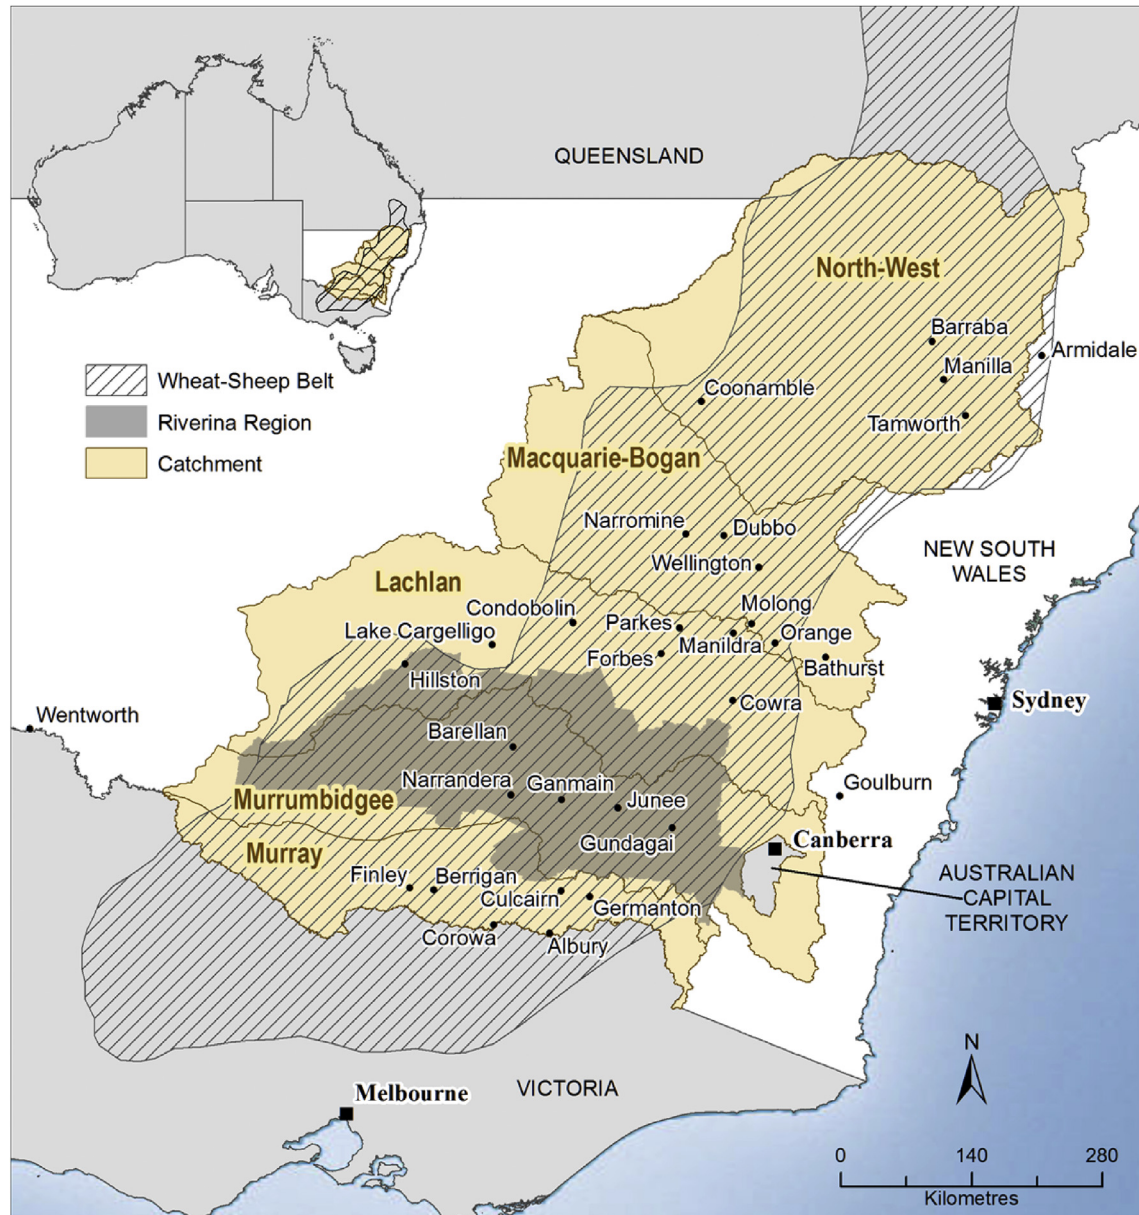 QUEENSLAND
North-West
Barraba
Armidale
Manilla
Wheat-Sheep Belt
Coonamble
Riverina Region
Tamworth
Catchment
Macquarie-Bogan
Narromine
Dubbo
NEW SOUTH
WALES
Wellington
Lachlan
Condobolin
Molong
Parkes
Lake Cargelligo
Manildra
Orange
Forbes
Bathurst
Hillston
Cowra
Sydney
Wentworth
Barellan
Narrandera
Ganmain
Junee
Goulburn
Murrumbidgee
Gundagai
Canberra
Murray
Finley
Berrigan
AUSTRALIAN
CAPITAL
TERRITORY
Culcairn
Germanton
Corowa
Albury
N
VICTORIA
Melbourne
0 140 280
Kilometres